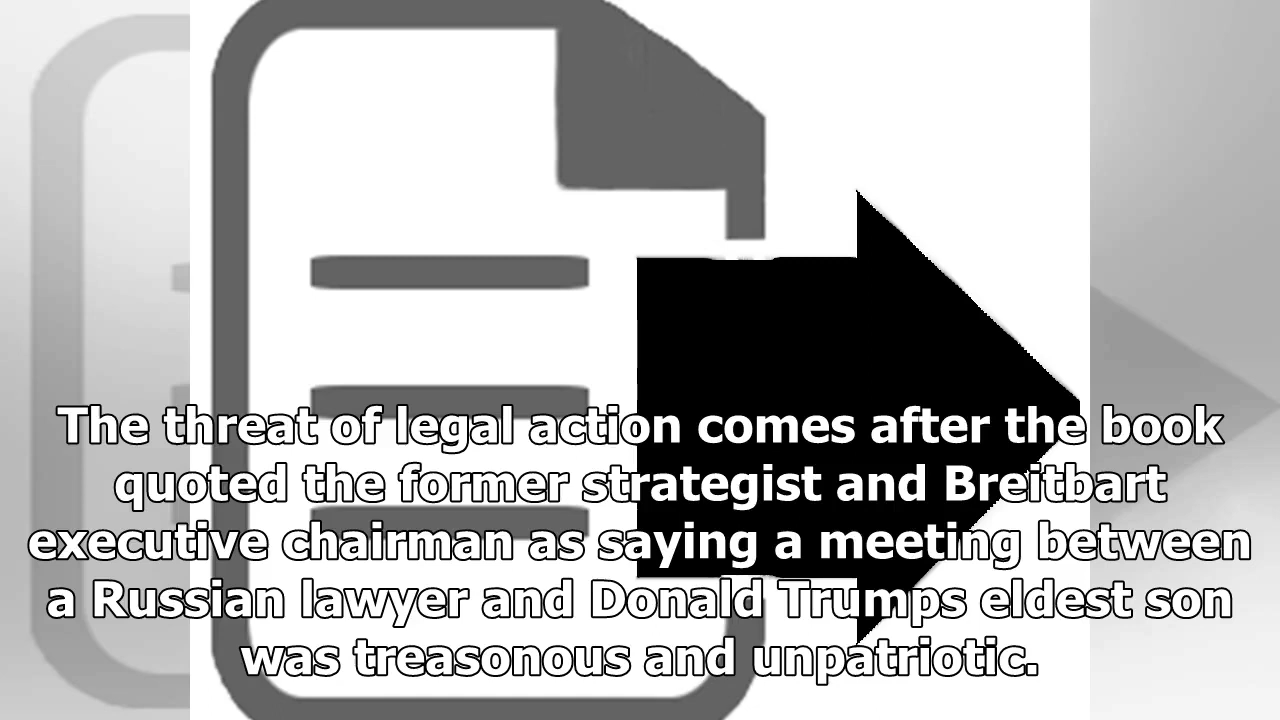 The threat of legal action comes after the book
quoted the former strategist and Breitbart
executive chairman as saying a meeting between
a Russian lawyer and Donald Trumps eldest son
was treasonous and unpatriotic.